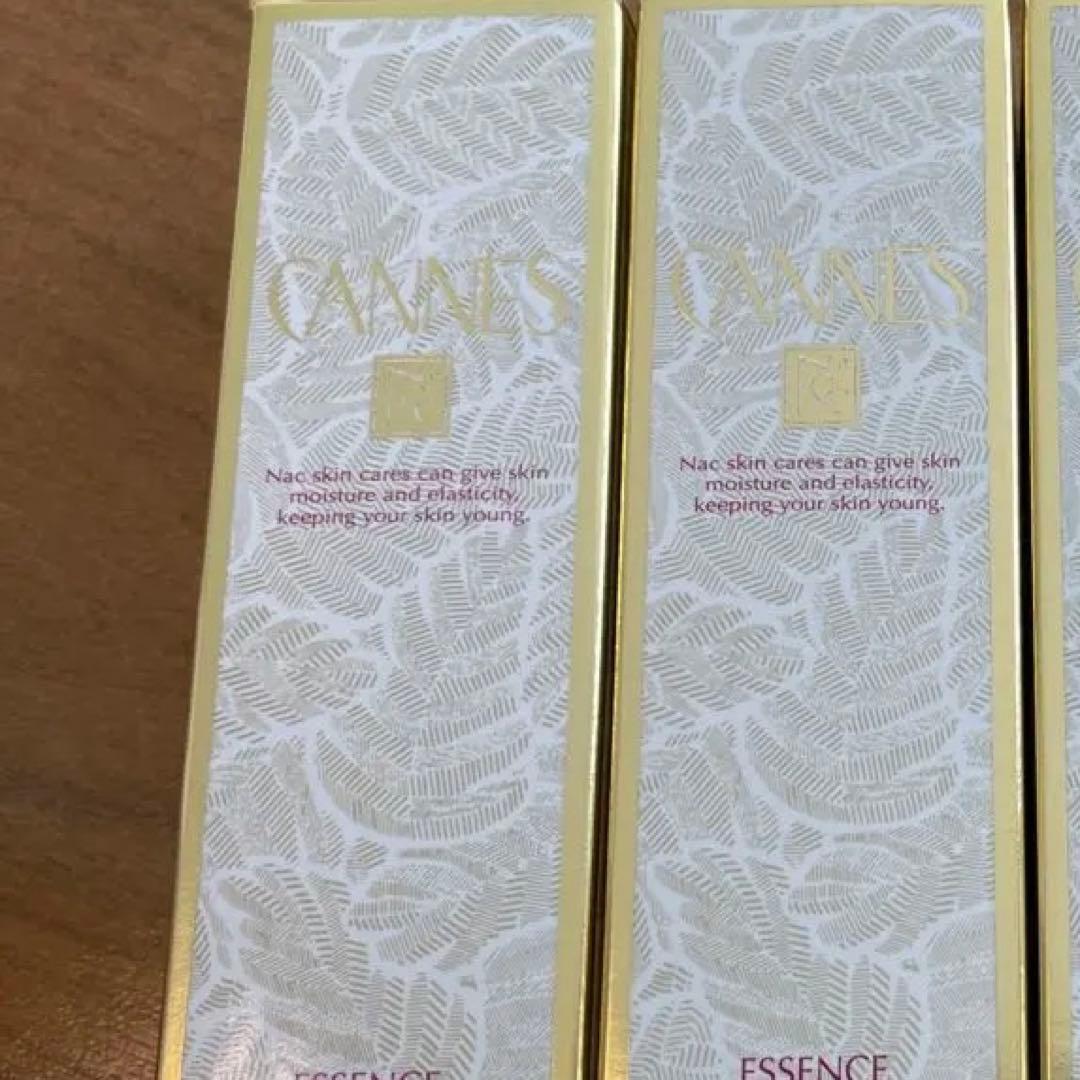 CANNES
Nac skin cares can give skin
moisture and elasticity,
keeping your skin young.
ESSENCE
CANNES
Nac skin cares can give skin
moisture and elasticity,
keeping your skin young.
ESSENCE